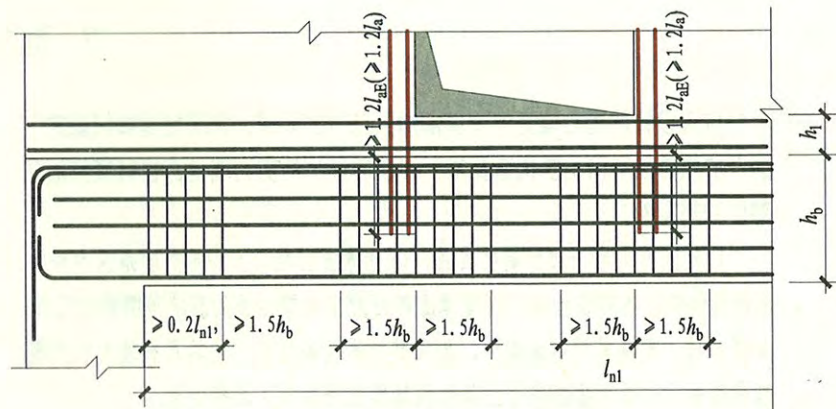 ≥1.2laE(≥1.2la)
≥1.2laE(≥1.2la)
hl
hb
≥0.2ln1, ≥1.5hb ≥1.5hb ≥1.5hb ≥1.5hb ≥1.5hb
ln1